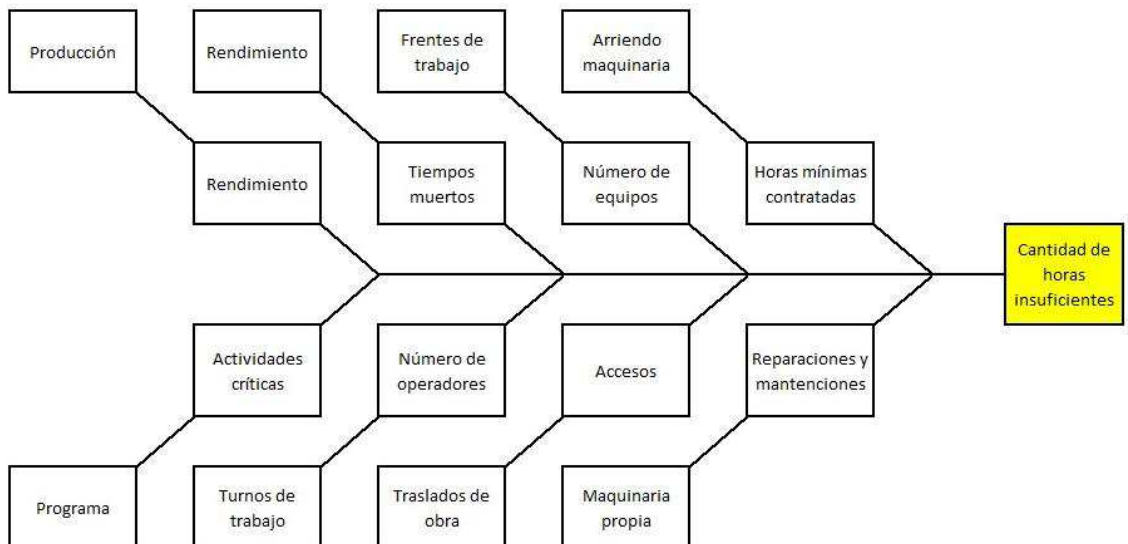 Producción
Rendimiento
Frentes de
trabajo
Arriendo
maquinaria
Rendimiento
Tiempos
muertos
Número de
equipos
Horas mínimas
contratadas
Cantidad de
horas
insuficientes
Actividades
críticas
Número de
operadores
Accesos
Reparaciones y
mantenciones
Programa
Turnos de
trabajo
Traslados de
obra
Maquinaria
propia